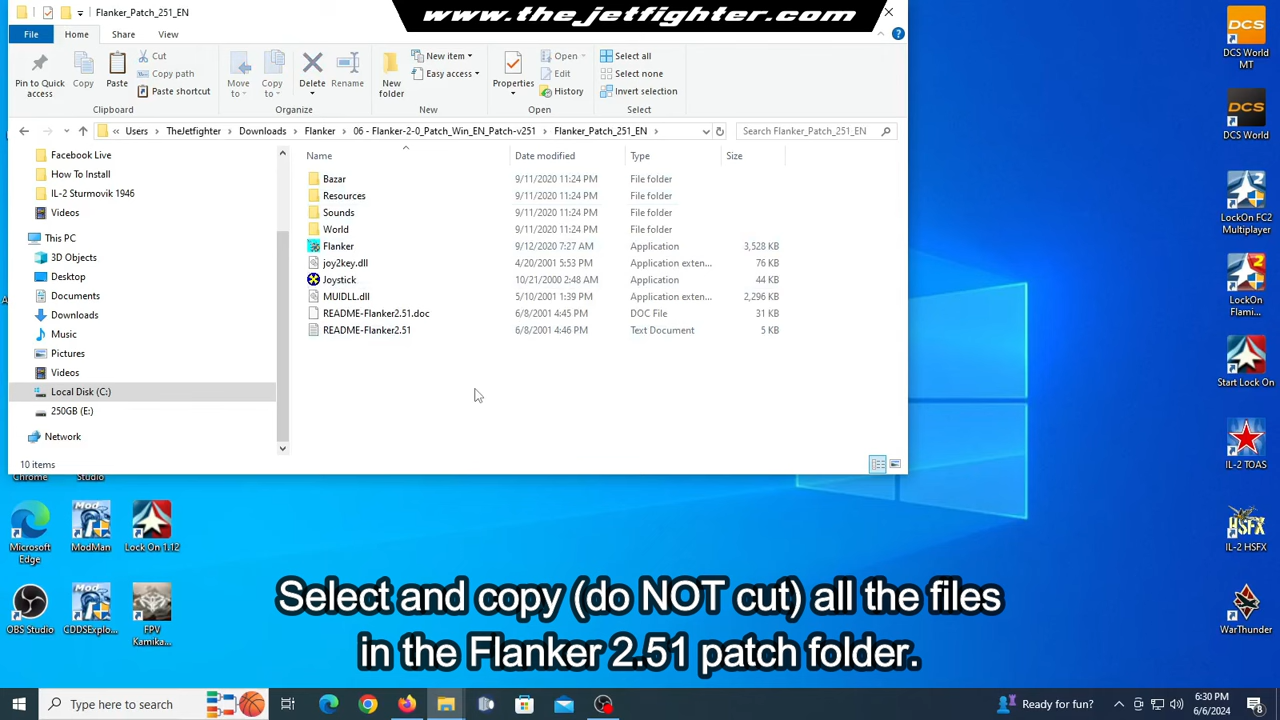 Flanker_Patch_251_EN
www.thejetfighter.com
File
Home
Share
View
Pin to Quick access
Copy
Paste
Cut
Copy path
Paste shortcut
Clipboard
Move to
Copy to
Delete
Rename
Organize
New folder
New item
Easy access
New
Properties
Open
Edit
History
Open
Select all
Select none
Invert selection
Select
Users
TheJetfighter
Downloads
Flanker
06 - Flanker-2-0_Patch_Win_EN_Patch-v251
Flanker_Patch_251_EN
Search Flanker_Patch_251_EN
Facebook Live
How To Install
IL-2 Sturmovik 1946
Videos
This PC
3D Objects
Desktop
Documents
Downloads
Music
Pictures
Videos
Local Disk (C:)
250GB (E:)
Network
Name Date modified Type Size
Bazar 9/11/2020 11:24 PM File folder
Resources 9/11/2020 11:24 PM File folder
Sounds 9/11/2020 11:24 PM File folder
World 9/11/2020 11:24 PM File folder
Flanker 9/12/2020 7:27 AM Application 3,528 KB
joy2key.dll 4/20/2001 5:53 PM Application exten... 76 KB
Joystick 10/21/2000 2:48 AM Application 44 KB
MUIDLL.dll 5/10/2001 1:39 PM Application exten... 2,296 KB
README-Flanker2.51.doc 6/8/2001 4:45 PM DOC File 31 KB
README-Flanker2.51 6/8/2001 4:46 PM Text Document 5 KB
10 items
DCS World MT
DCS World
LockOn FC2 Multiplayer
LockOn Flami...
Start Lock On
IL-2 TOAS
IL-2 HSFX
WarThunder
Chrome
Studio
Microsoft Edge
ModMan
Lock On 1.12
OBS Studio
CDDSExplo...
FPV Kamika...
Select and copy (do NOT cut) all the files
in the Flanker 2.51 patch folder.
Type here to search
Ready for fun?
6:30 PM
6/6/2024
8